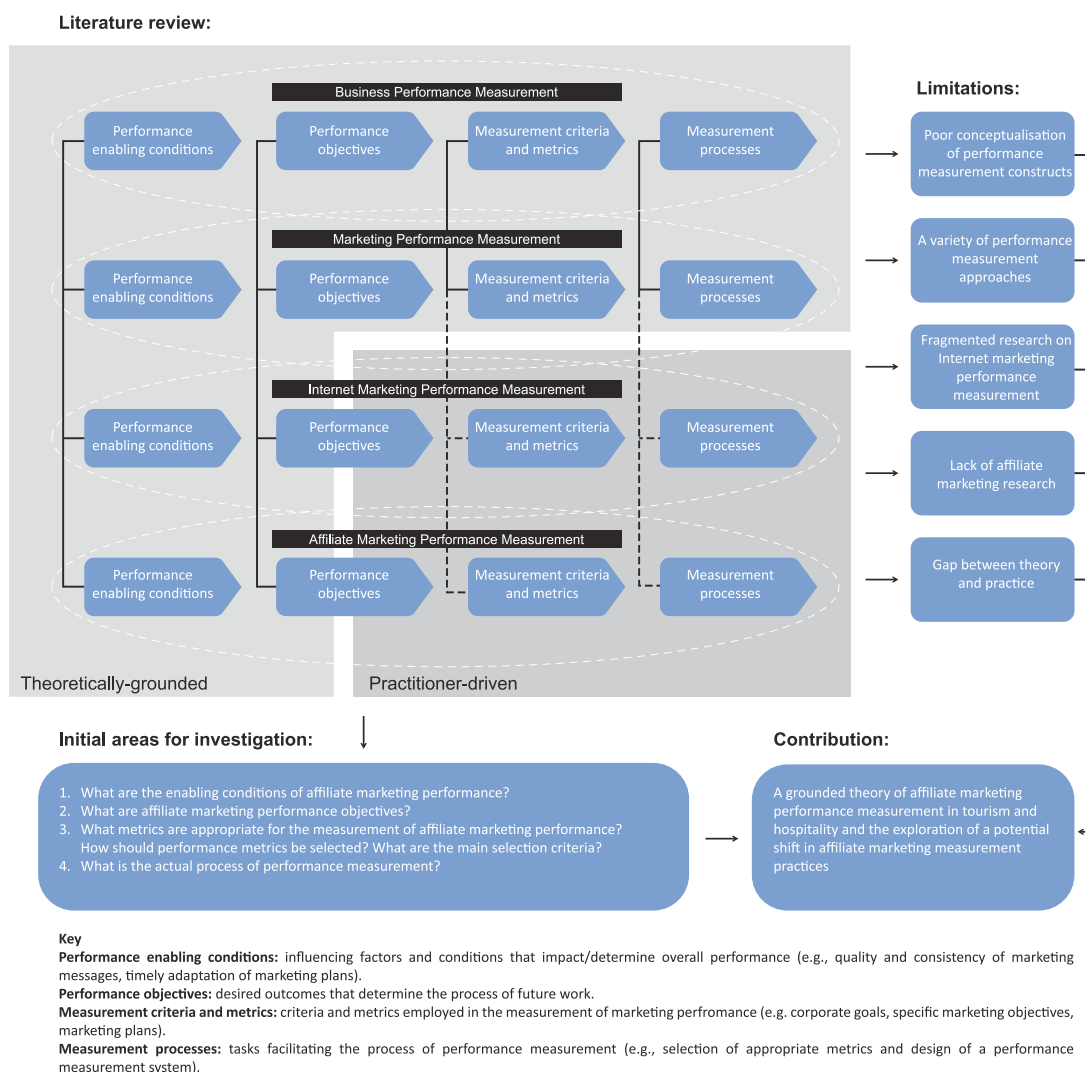 Literature review:
Business Performance Measurement
Performance
enabling conditions
Performance
objectives
Measurement criteria
and metrics
Measurement
processes
Marketing Performance Measurement
Performance
enabling conditions
Performance
objectives
Measurement criteria
and metrics
Measurement
processes
Internet Marketing Performance Measurement
Performance
enabling conditions
Performance
objectives
Measurement criteria
and metrics
Measurement
processes
Affiliate Marketing Performance Measurement
Performance
enabling conditions
Performance
objectives
Measurement criteria
and metrics
Measurement
processes
Theoretically-grounded
Practitioner-driven
Limitations:
Poor conceptualisation
of performance
measurement constructs
A variety of performance
measurement
approaches
Fragmented research on
Internet marketing
performance
measurement
Lack of affiliate
marketing research
Gap between theory
and practice
Initial areas for investigation:
1. What are the enabling conditions of affiliate marketing performance?
2. What are affiliate marketing performance objectives?
3. What metrics are appropriate for the measurement of affiliate marketing performance?
How should performance metrics be selected? What are the main selection criteria?
4. What is the actual process of performance measurement?
Contribution:
A grounded theory of affiliate marketing
performance measurement in tourism and
hospitality and the exploration of a potential
shift in affiliate marketing measurement
practices
Key
Performance enabling conditions: influencing factors and conditions that impact/determine overall performance (e.g., quality and consistency of marketing
messages, timely adaptation of marketing plans).
Performance objectives: desired outcomes that determine the process of future work.
Measurement criteria and metrics: criteria and metrics employed in the measurement of marketing perfromance (e.g. corporate goals, specific marketing objectives,
marketing plans).
Measurement processes: tasks facilitating the process of performance measurement (e.g., selection of appropriate metrics and design of a performance
measurement system).